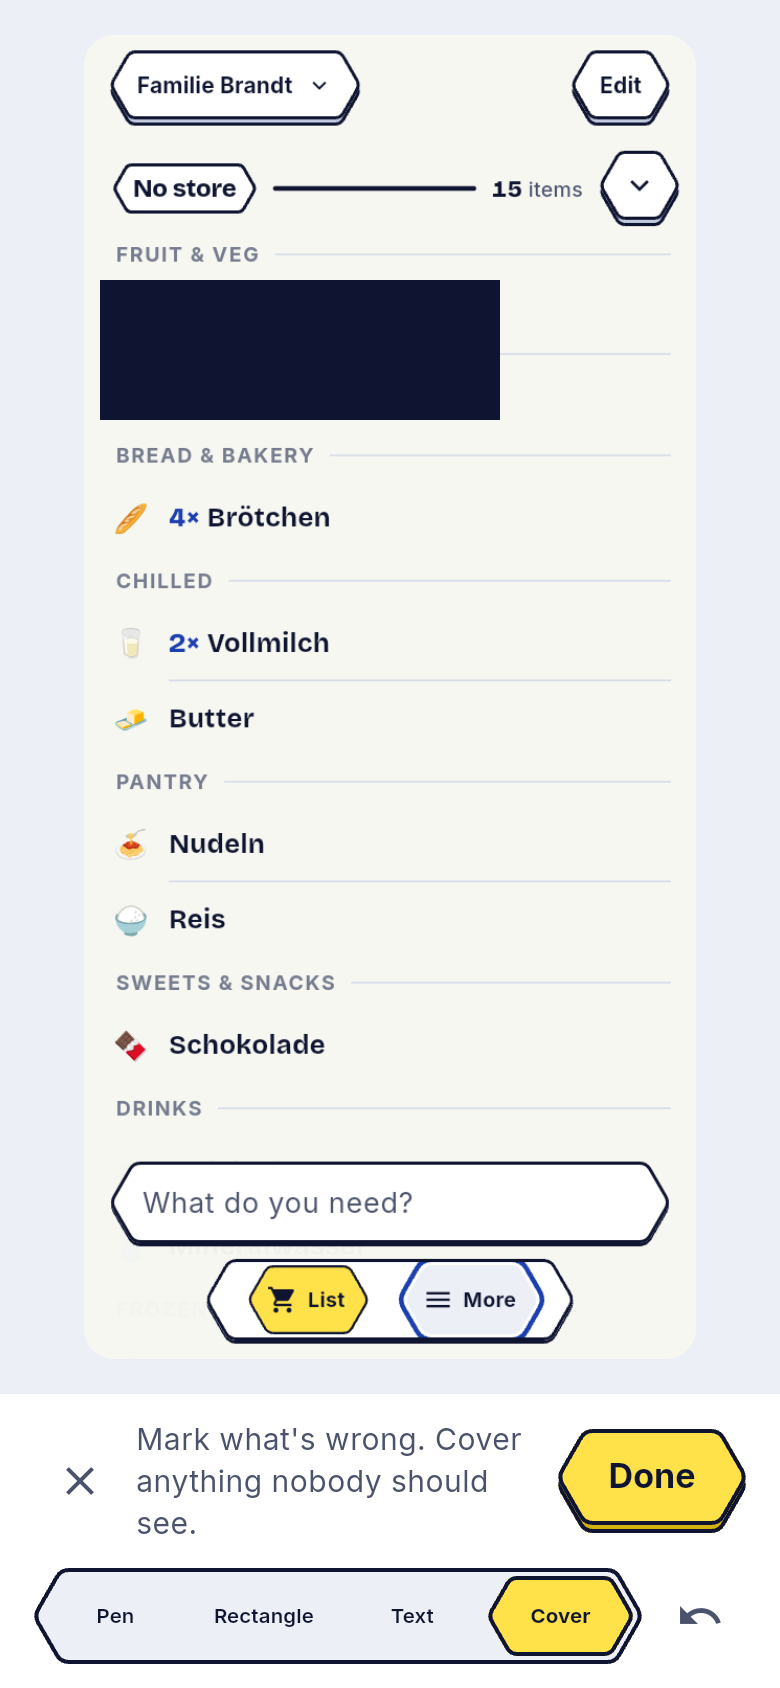 Familie Brandt
Edit
No store
15 items
FRUIT & VEG
BREAD & BAKERY
4× Brötchen
CHILLED
2× Vollmilch
Butter
PANTRY
Nudeln
Reis
SWEETS & SNACKS
Schokolade
DRINKS
What do you need?
Mineralwasser
FROZEN
List
More
Mark what's wrong. Cover
anything nobody should
see.
Done
Pen
Rectangle
Text
Cover